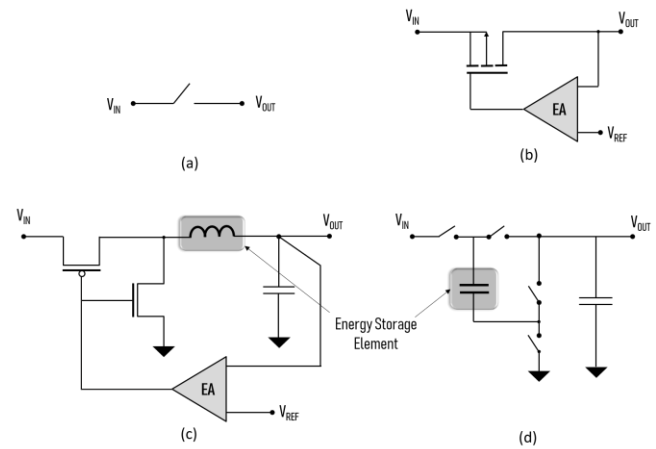 V_IN V_OUT
(a)
V_IN V_OUT
EA
V_REF
(b)
V_IN V_OUT
EA
V_REF
(c)
Energy Storage
Element
V_IN V_OUT
(d)